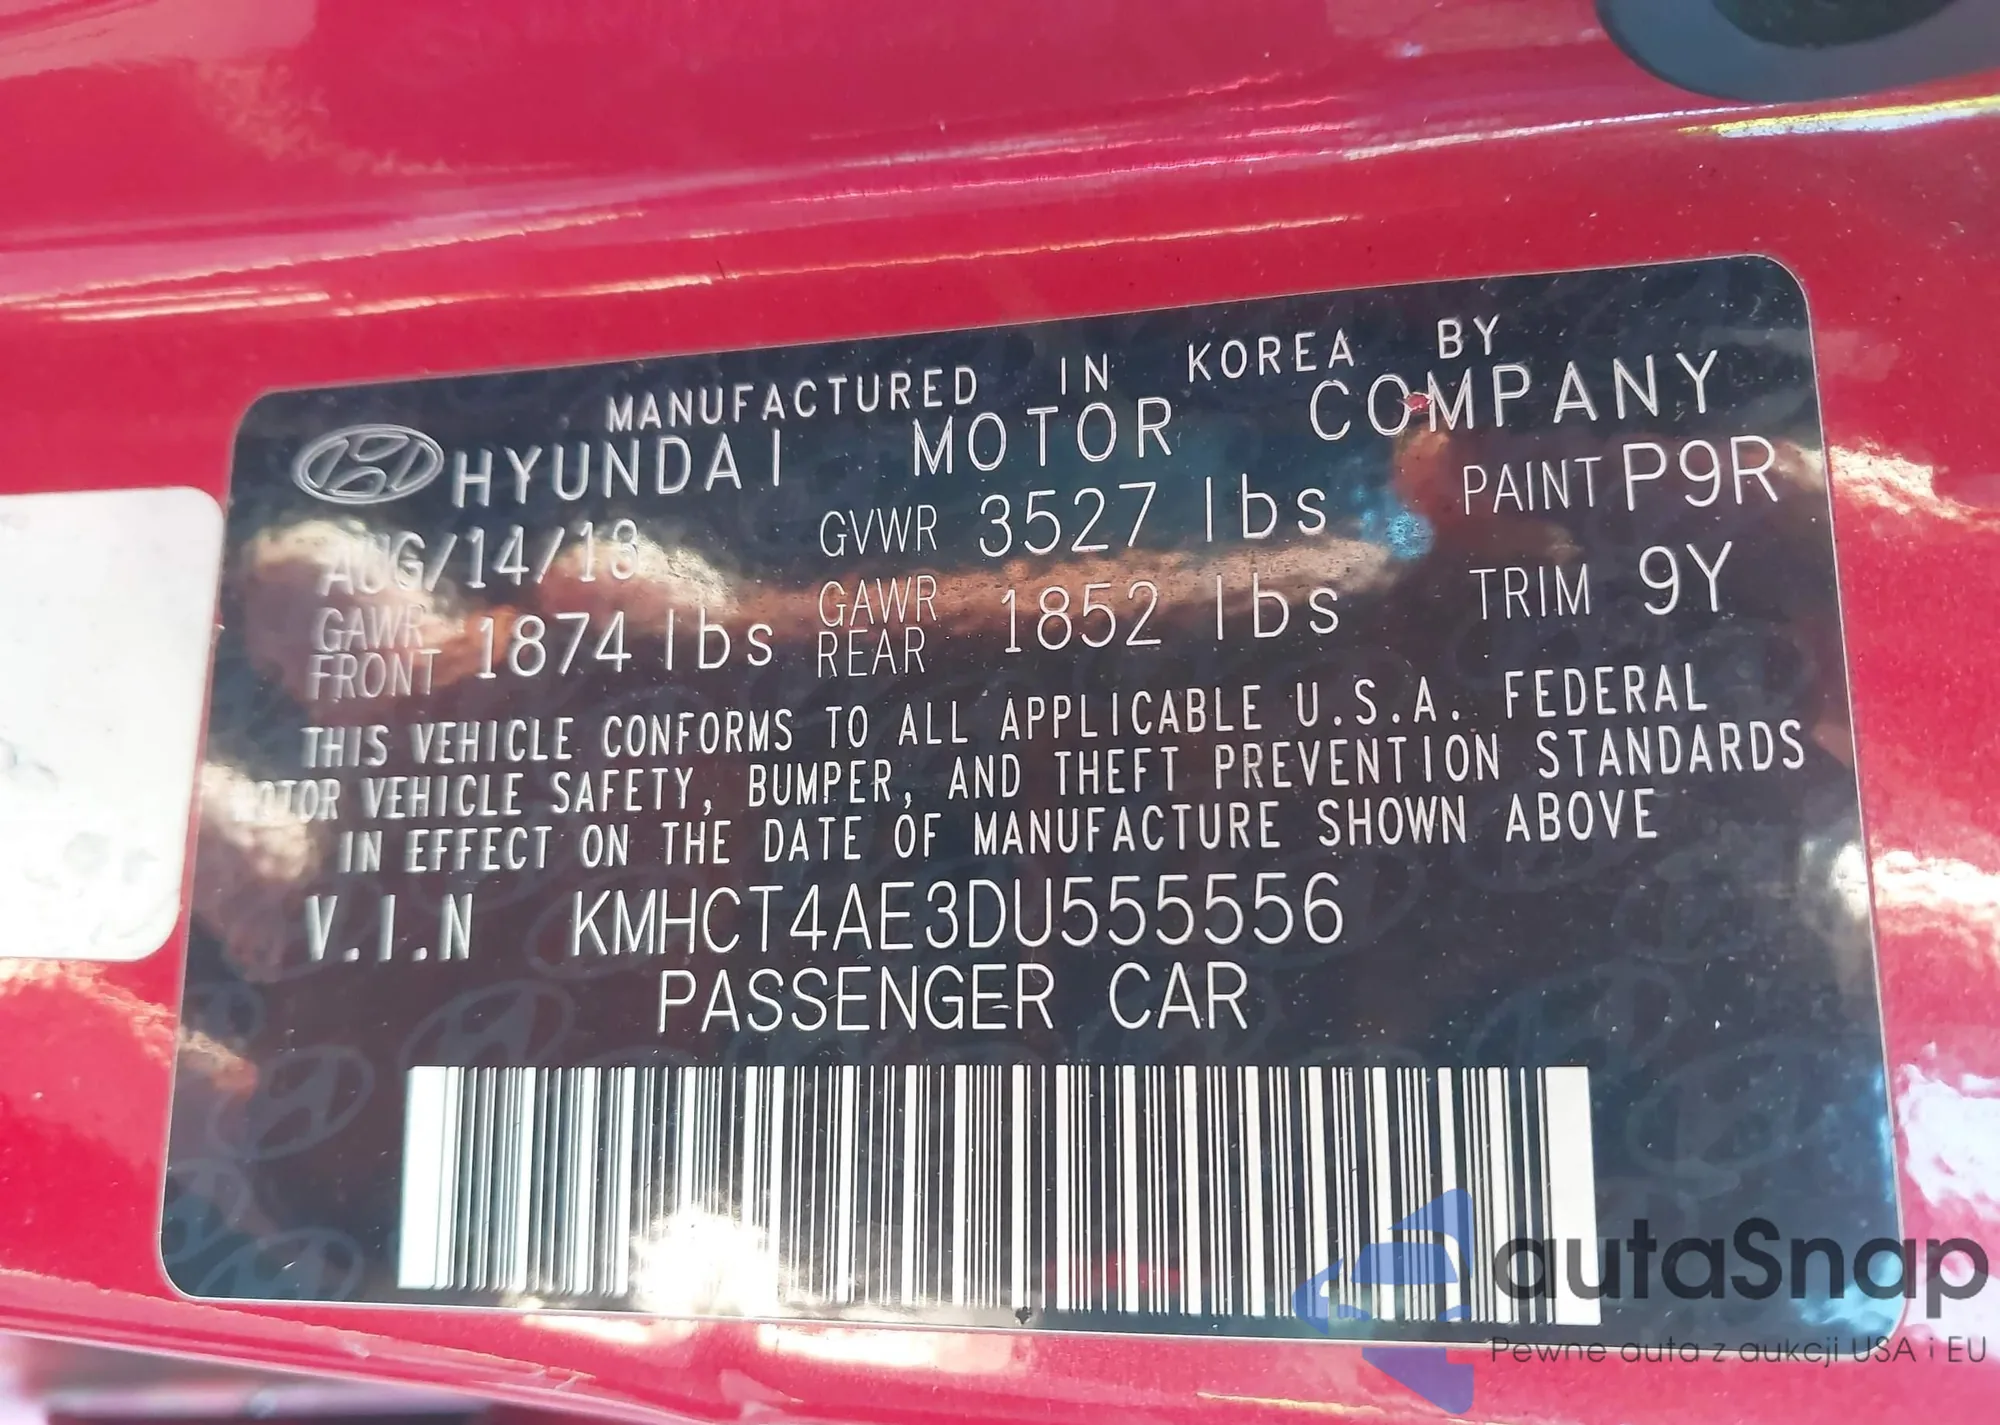 MANUFACTURED IN KOREA BY
HYUNDAI MOTOR COMPANY
AUG/14/13 GVWR 3527 lbs PAINT P9R
GAWR FRONT 1874 lbs GAWR REAR 1852 lbs TRIM 9Y
THIS VEHICLE CONFORMS TO ALL APPLICABLE U.S.A. FEDERAL
MOTOR VEHICLE SAFETY, BUMPER, AND THEFT PREVENTION STANDARDS
IN EFFECT ON THE DATE OF MANUFACTURE SHOWN ABOVE
V.I.N KMHCT4AE3DU555556
PASSENGER CAR
autaSnap
Pewne auta z aukcji USA i EU